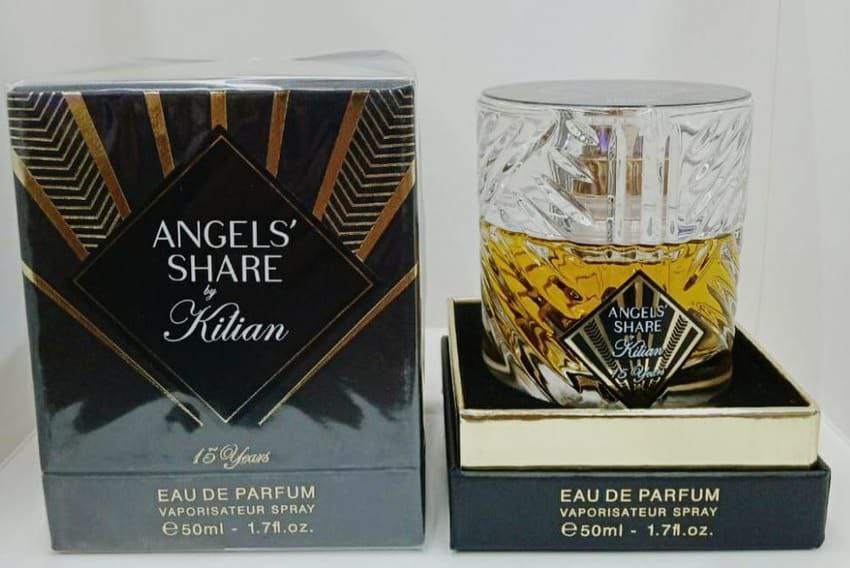 ANGELS'
SHARE
by
Kilian
15 Years
EAU DE PARFUM
VAPORISATEUR SPRAY
℮50ml - 1.7fl.oz.
ANGELS'
SHARE
Kilian
15 Years
EAU DE PARFUM
VAPORISATEUR SPRAY
℮50ml - 1.7fl.oz.